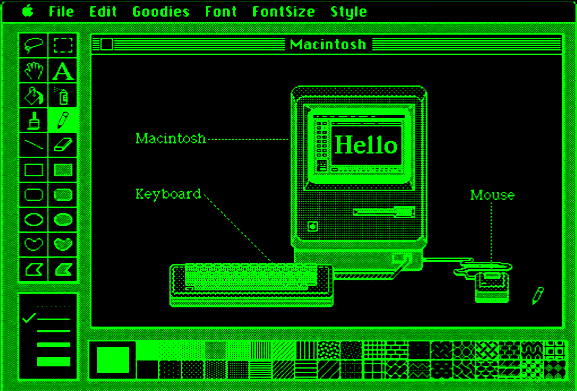 File Edit Goodies Font FontSize Style
Macintosh
A
Hello
Macintosh
Keyboard
Mouse